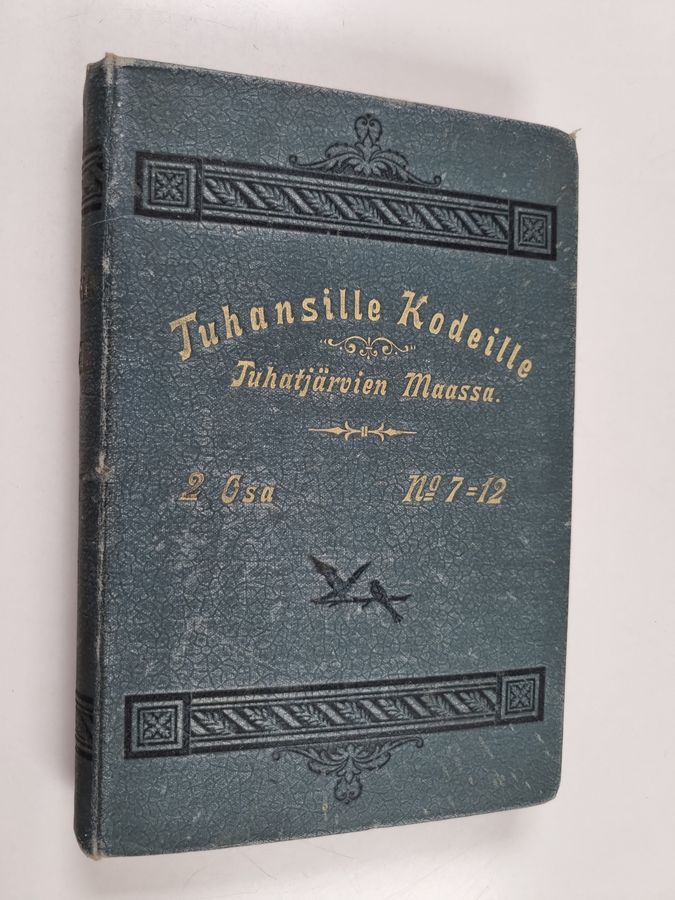 Tuhansille Kodeille
Tuhatjärvien Maassa.
2 Osa No 7=12